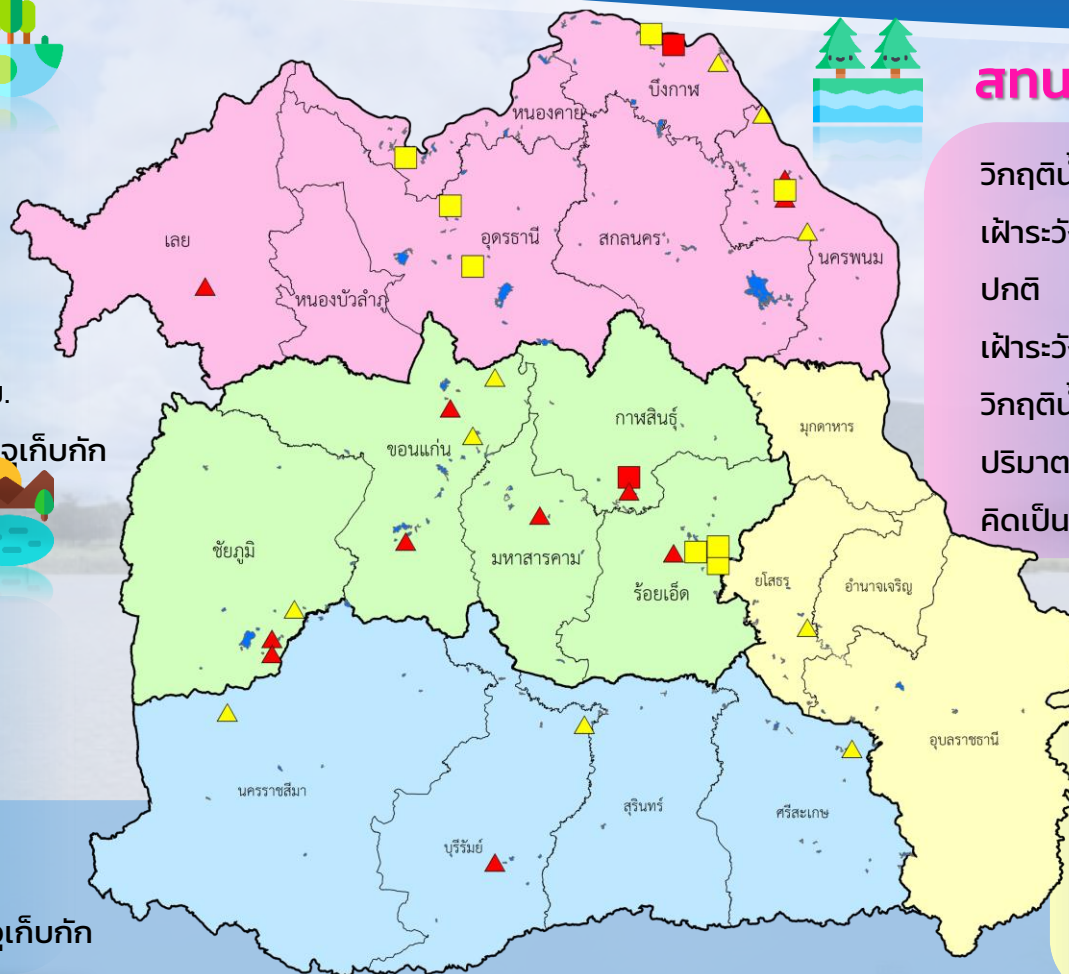 สทน
วิกฤติน้
เฝ้าระวัง
ปกติ
เฝ้าระวัง
วิกฤติน้
ปริมาต
คิดเป็น
จุเก็บกัก
จุเก็บกัก
บึงกาฬ
หนองคาย
เลย
อุดรธานี
สกลนคร
นครพนม
หนองบัวลำภู
กาฬสินธุ์
มุกดาหาร
ขอนแก่น
ชัยภูมิ
มหาสารคาม
ร้อยเอ็ด
ยโสธร
อำนาจเจริญ
อุบลราชธานี
นครราชสีมา
สุรินทร์
ศรีสะเกษ
บุรีรัมย์